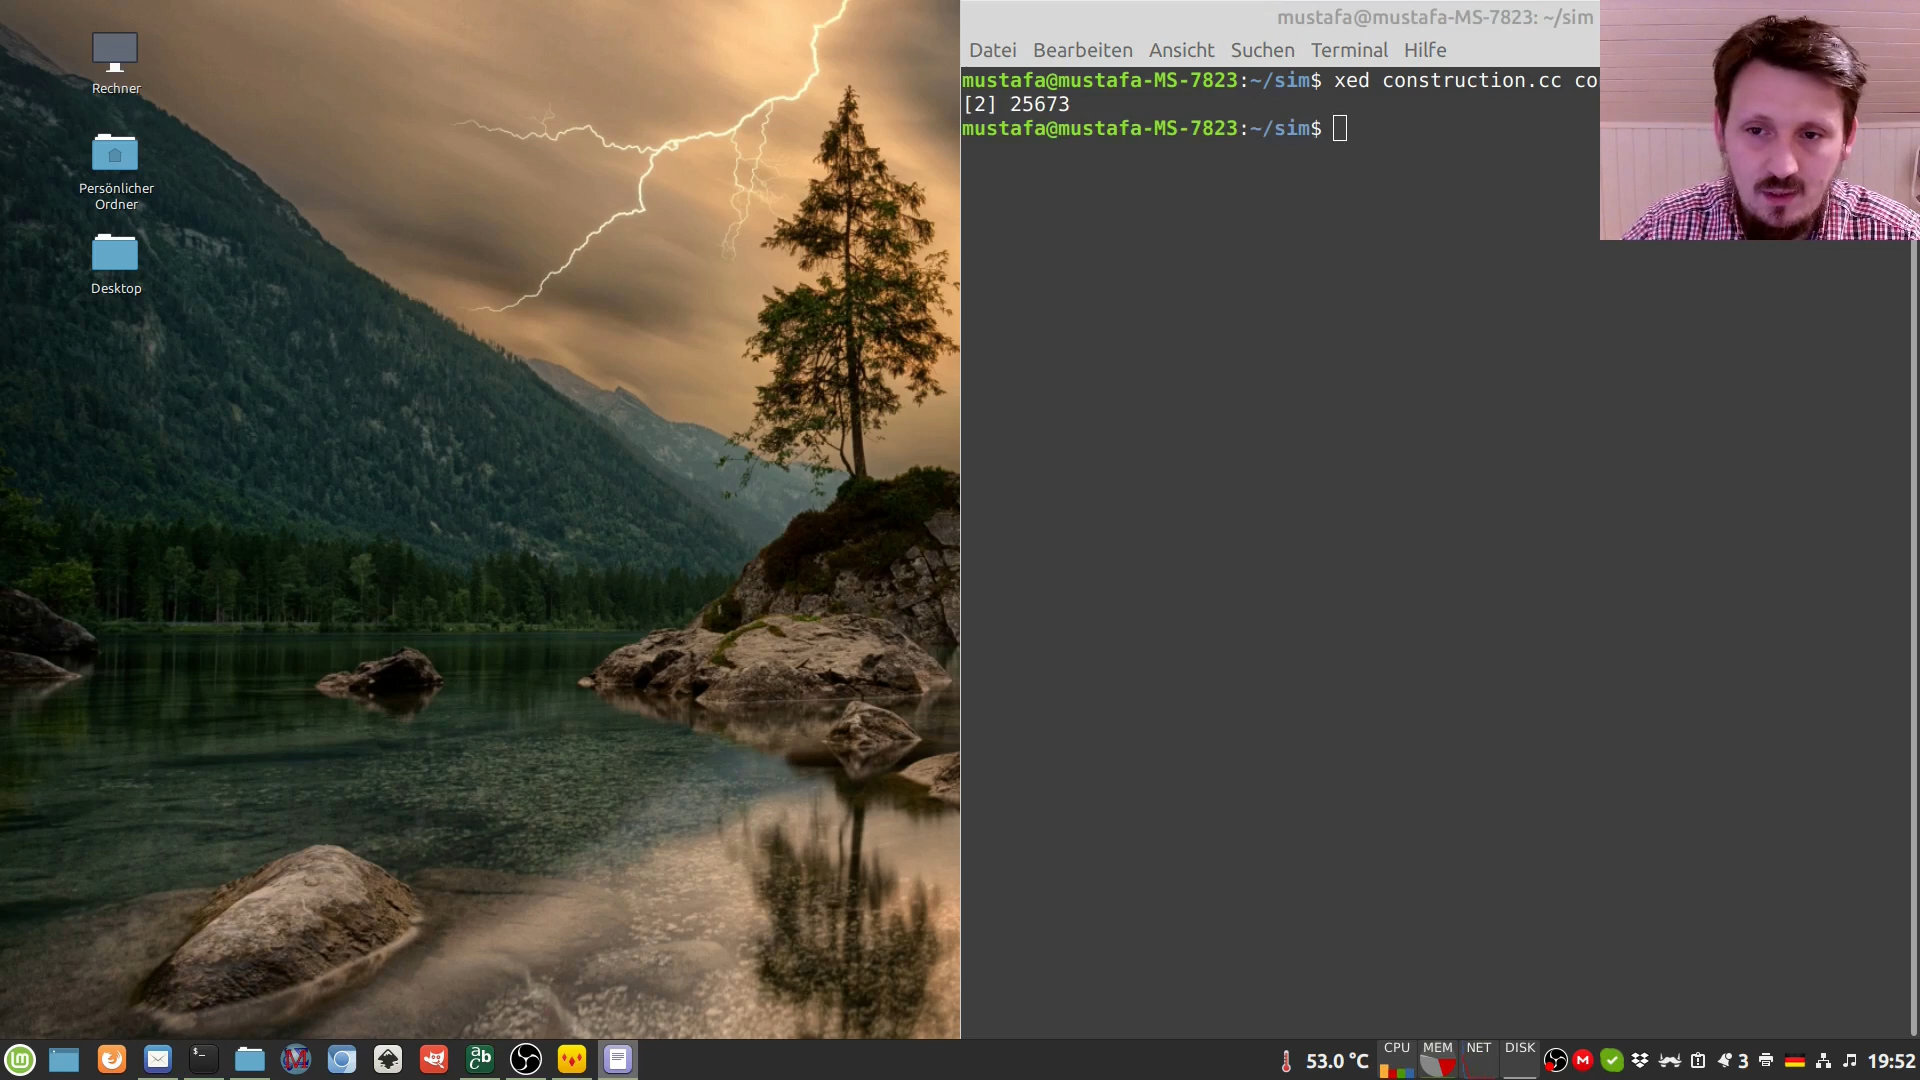 Rechner
Persönlicher
Ordner
Desktop
mustafa@mustafa-MS-7823: ~/sim
Datei Bearbeiten Ansicht Suchen Terminal Hilfe
mustafa@mustafa-MS-7823:~/sim$ xed construction.cc co
[2] 25673
mustafa@mustafa-MS-7823:~/sim$
53.0 °C CPU MEM NET DISK 3 19:52